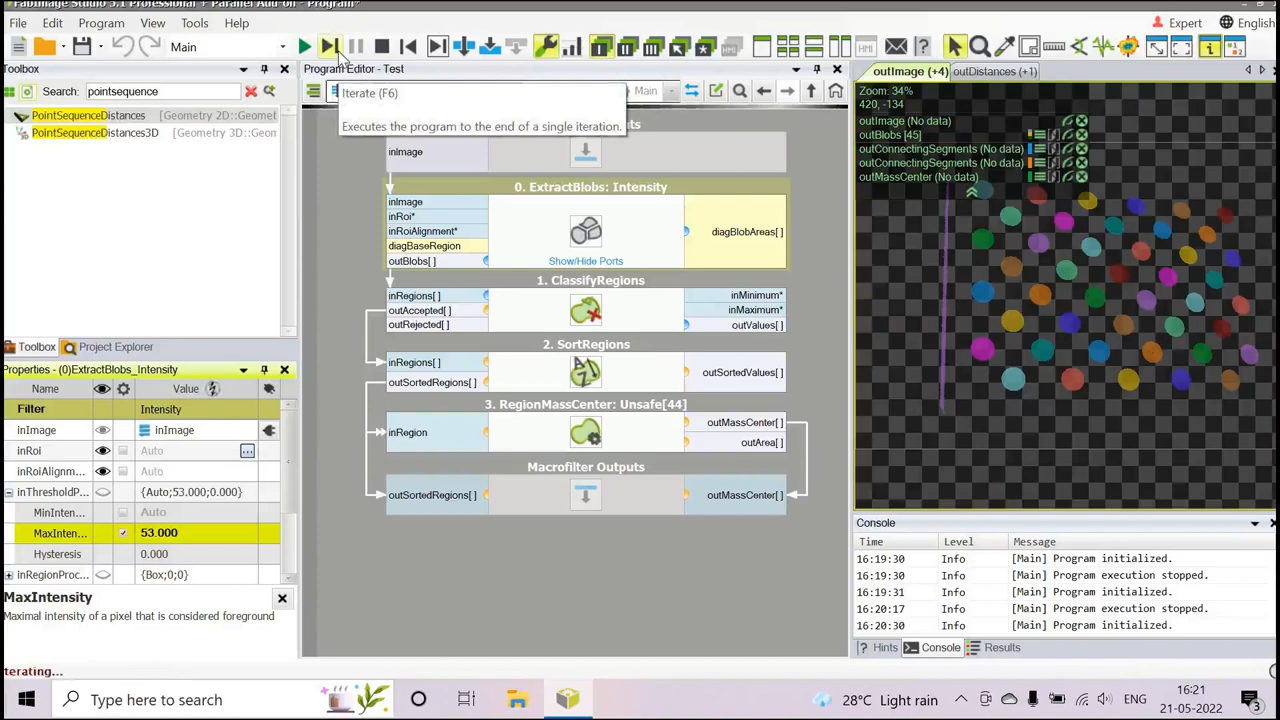 FabImage Studio 5.1 Professional + Parallel Add-on - Program*
File Edit Program View Tools Help
Expert English
Main
Toolbox
Program Editor - Test
outImage (+4) outDistances (+1)
Search: pointsequence
Main
Iterate (F6)
Executes the program to the end of a single iteration.
PointSequenceDistances [Geometry 2D::Geomet
PointSequenceDistances3D [Geometry 3D::Geomet
Zoom: 34%
420, -134
outImage (No data)
outBlobs [45]
outConnectingSegments (No data)
outConnectingSegments (No data)
outMassCenter (No data)
inImage
0. ExtractBlobs: Intensity
inImage
inRoi*
inRoiAlignment*
diagBaseRegion
outBlobs[ ]
diagBlobAreas[ ]
Show/Hide Ports
1. ClassifyRegions
inRegions[ ]
outAccepted[ ]
outRejected[ ]
inMinimum*
inMaximum*
outValues[ ]
2. SortRegions
inRegions[ ]
outSortedRegions[ ]
outSortedValues[ ]
3. RegionMassCenter: Unsafe[44]
inRegion
outMassCenter[ ]
outArea[ ]
Macrofilter Outputs
outSortedRegions[ ]
outMassCenter[ ]
Toolbox Project Explorer
Properties - (0)ExtractBlobs_Intensity
Name Value
Filter Intensity
inImage inImage
inRoi Auto ...
inRoiAlignm... Auto
inThresholdP... {Auto;53.000;0.000}
MinInten... Auto
MaxInten... 53.000
Hysteresis 0.000
inRegionProc... {Box;0;0}
MaxIntensity
Maximal intensity of a pixel that is considered foreground
Console
Time Level Message
16:19:30 Info [Main] Program initialized.
16:19:30 Info [Main] Program execution stopped.
16:19:31 Info [Main] Program initialized.
16:20:17 Info [Main] Program execution stopped.
16:20:30 Info [Main] Program initialized.
Hints Console Results
terating...
Type here to search
28°C Light rain
ENG
16:21
21-05-2022
3